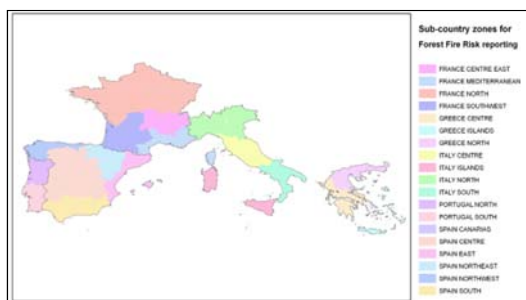 Sub-country zones for
Forest Fire Risk reporting
FRANCE CENTRE EAST
FRANCE MEDITERRANEAN
FRANCE NORTH
FRANCE SOUTHWEST
GREECE CENTRE
GREECE ISLANDS
GREECE NORTH
ITALY CENTRE
ITALY ISLANDS
ITALY NORTH
ITALY SOUTH
PORTUGAL NORTH
PORTUGAL SOUTH
SPAIN CANARIAS
SPAIN CENTRE
SPAIN EAST
SPAIN NORTHEAST
SPAIN NORTHWEST
SPAIN SOUTH